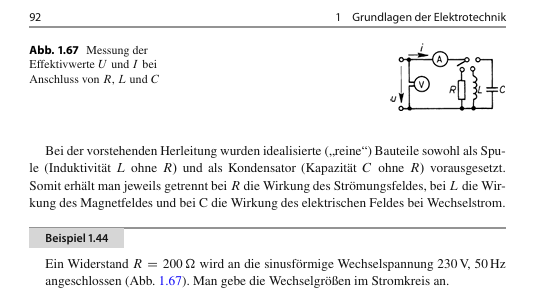 92
1 Grundlagen der Elektrotechnik
Abb. 1.67 Messung der
Effektivwerte U und I bei
Anschluss von R, L und C
i
A
V
u
R
L
C
Bei der vorstehenden Herleitung wurden idealisierte („reine“) Bauteile sowohl als Spu-
le (Induktivität L ohne R) und als Kondensator (Kapazität C ohne R) vorausgesetzt.
Somit erhält man jeweils getrennt bei R die Wirkung des Strömungsfeldes, bei L die Wir-
kung des Magnetfeldes und bei C die Wirkung des elektrischen Feldes bei Wechselstrom.
Beispiel 1.44
Ein Widerstand R = 200 Ω wird an die sinusförmige Wechselspannung 230 V, 50 Hz
angeschlossen (Abb. 1.67). Man gebe die Wechselgrößen im Stromkreis an.